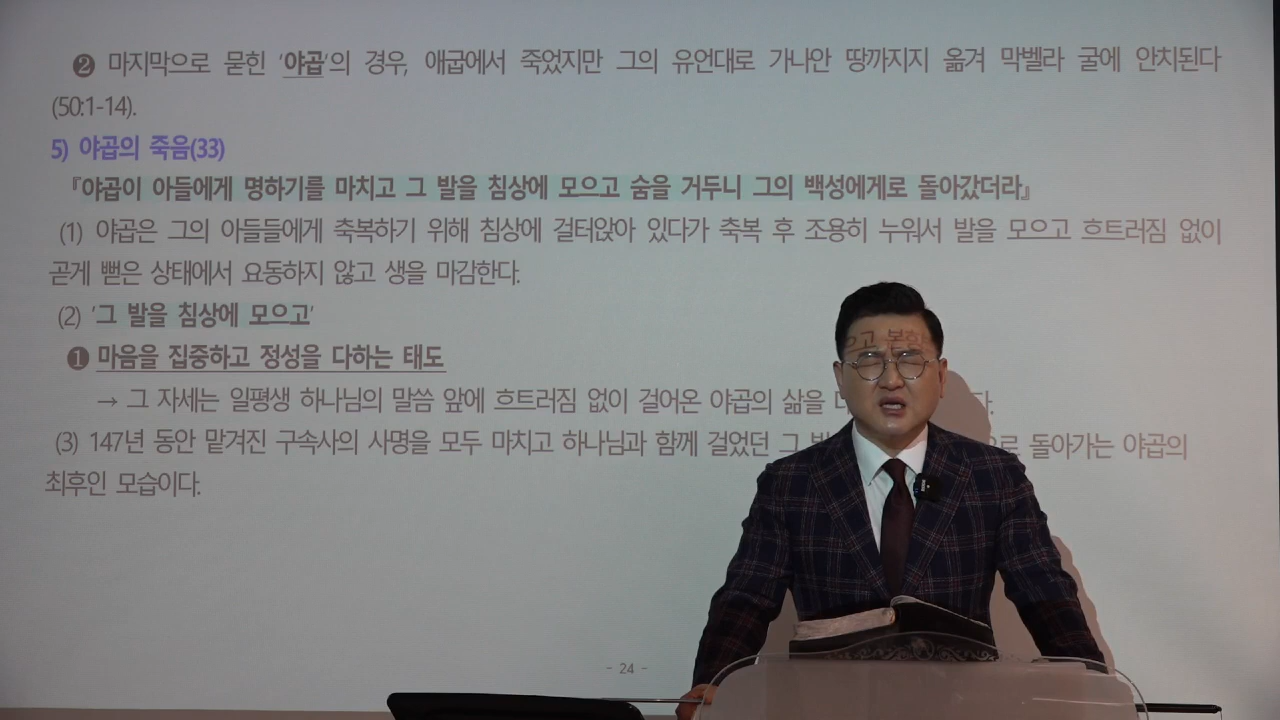 ❷ 마지막으로 묻힌 '야곱'의 경우, 애굽에서 죽었지만 그의 유언대로 가나안 땅까지지 옮겨 막벨라 굴에 안치된다
(50:1-14).
5) 야곱의 죽음(33)
『야곱이 아들에게 명하기를 마치고 그 발을 침상에 모으고 숨을 거두니 그의 백성에게로 돌아갔더라』
(1) 야곱은 그의 아들들에게 축복하기 위해 침상에 걸터앉아 있다가 축복 후 조용히 누워서 발을 모으고 흐트러짐 없이
곧게 뻗은 상태에서 요동하지 않고 생을 마감한다.
(2) '그 발을 침상에 모으고'
❶ 마음을 집중하고 정성을 다하는 태도
→ 그 자세는 일평생 하나님의 말씀 앞에 흐트러짐 없이 걸어온 야곱의 삶을
(3) 147년 동안 맡겨진 구속사의 사명을 모두 마치고 하나님과 함께 걸었던 그 돌아가는 야곱의
최후인 모습이다.
- 24 -